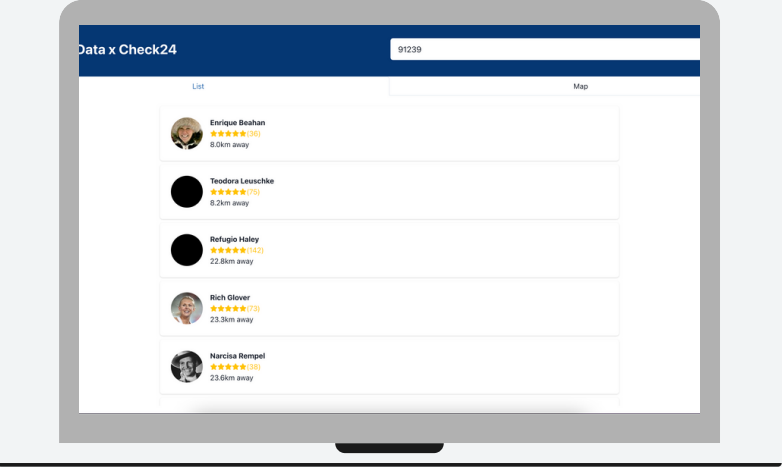 Data x Check24
91239
List
Map
Enrique Beahan
(36)
8.0km away
Teodora Leuschke
(75)
8.2km away
Refugio Haley
(142)
22.8km away
Rich Glover
(73)
23.3km away
Narcisa Rempel
(38)
23.6km away